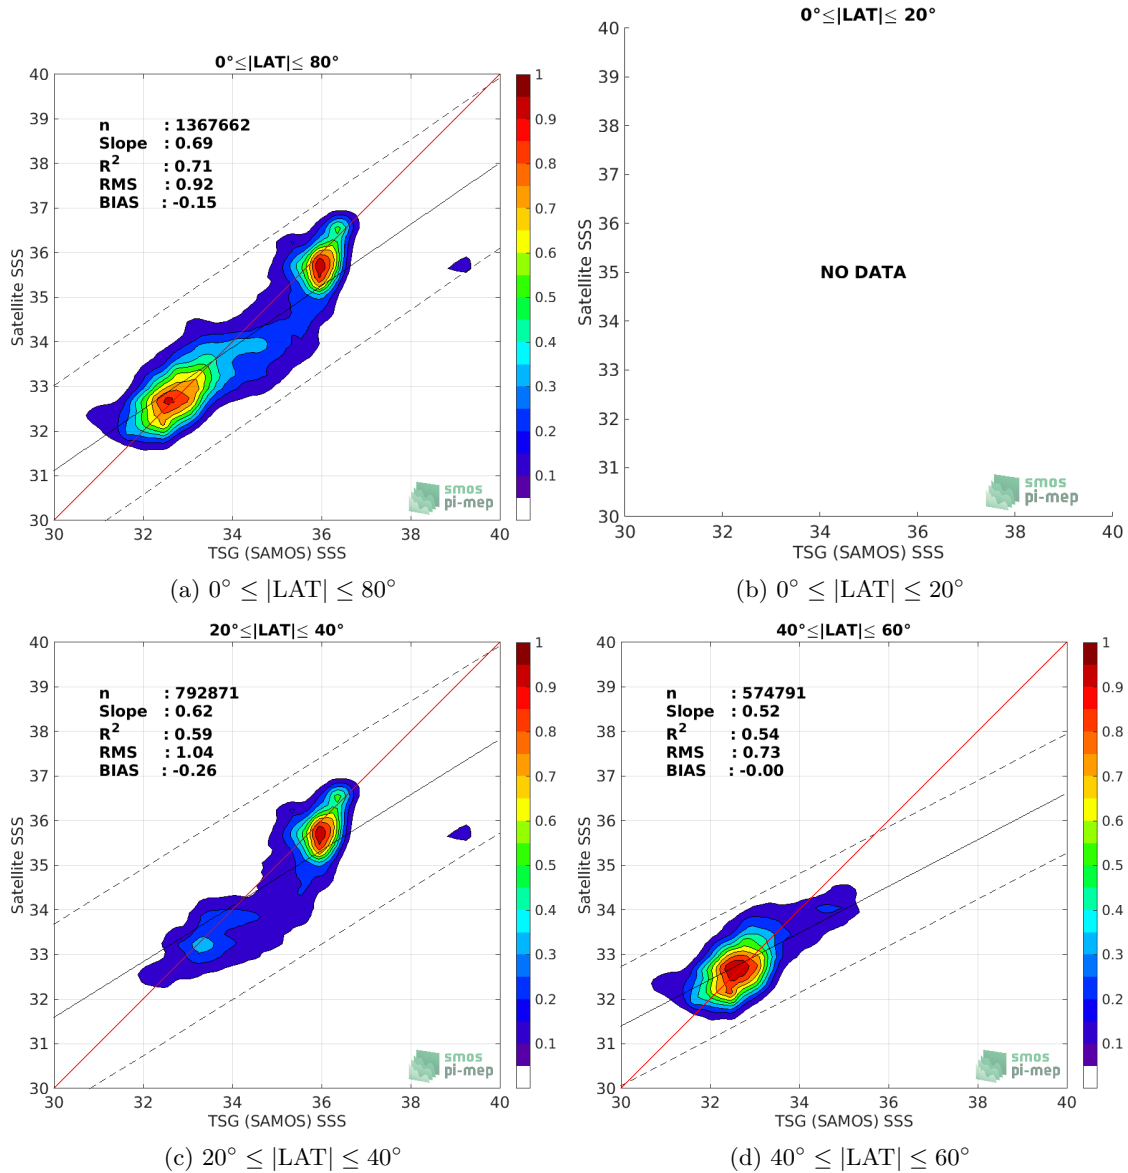 0°≤|LAT|≤ 80°
40
39
38
37
36
35
34
33
32
31
30
Satellite SSS
n : 1367662
Slope : 0.69
R² : 0.71
RMS : 0.92
BIAS : -0.15
1
0.9
0.8
0.7
0.6
0.5
0.4
0.3
0.2
0.1
smos
pi-mep
30 32 34 36 38 40
TSG (SAMOS) SSS
(a) 0° ≤ |LAT| ≤ 80°
0°≤|LAT|≤ 20°
40
39
38
37
36
35
34
33
32
31
30
Satellite SSS
NO DATA
smos
pi-mep
30 32 34 36 38 40
TSG (SAMOS) SSS
(b) 0° ≤ |LAT| ≤ 20°
20°≤|LAT|≤ 40°
40
39
38
37
36
35
34
33
32
31
30
Satellite SSS
n : 792871
Slope : 0.62
R² : 0.59
RMS : 1.04
BIAS : -0.26
1
0.9
0.8
0.7
0.6
0.5
0.4
0.3
0.2
0.1
smos
pi-mep
30 32 34 36 38 40
TSG (SAMOS) SSS
(c) 20° ≤ |LAT| ≤ 40°
40°≤|LAT|≤ 60°
40
39
38
37
36
35
34
33
32
31
30
Satellite SSS
n : 574791
Slope : 0.52
R² : 0.54
RMS : 0.73
BIAS : -0.00
1
0.9
0.8
0.7
0.6
0.5
0.4
0.3
0.2
0.1
smos
pi-mep
30 32 34 36 38 40
TSG (SAMOS) SSS
(d) 40° ≤ |LAT| ≤ 60°